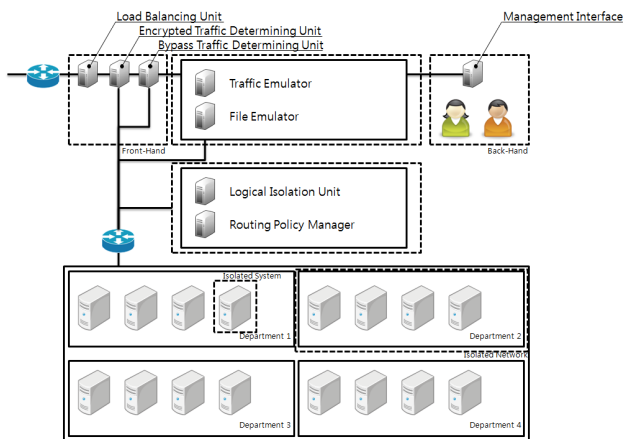 Load Balancing Unit
Encrypted Traffic Determining Unit
Bypass Traffic Determining Unit
Management Interface
Traffic Emulator
File Emulator
Front-Hand
Back-Hand
Logical Isolation Unit
Routing Policy Manager
Isolated System
Department 1
Department 2
Isolated Network
Department 3
Department 4